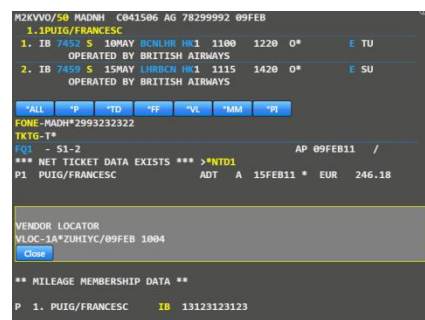 M2KVVO/50 MADNH C041506 AG 78299992 09FEB
1.1PUIG/FRANCESC
1. IB 7452 S 10MAY BCNLHR HK1 1100 1220 O* E TU
OPERATED BY BRITISH AIRWAYS
2. IB 7459 S 15MAY LHRBCN HK1 1115 1420 O* E SU
OPERATED BY BRITISH AIRWAYS
*ALL *P *TD *FF *VL *MM *PI
FONE-MADH*2993232322
TKTG-T*
FQ1 - S1-2 AP 09FEB11 /
*** NET TICKET DATA EXISTS *** >*NTD1
P1 PUIG/FRANCESC ADT A 15FEB11 * EUR 246.18
VENDOR LOCATOR
VLOC-1A*ZUHIYC/09FEB 1004
Close
** MILEAGE MEMBERSHIP DATA **
P 1. PUIG/FRANCESC IB 13123123123